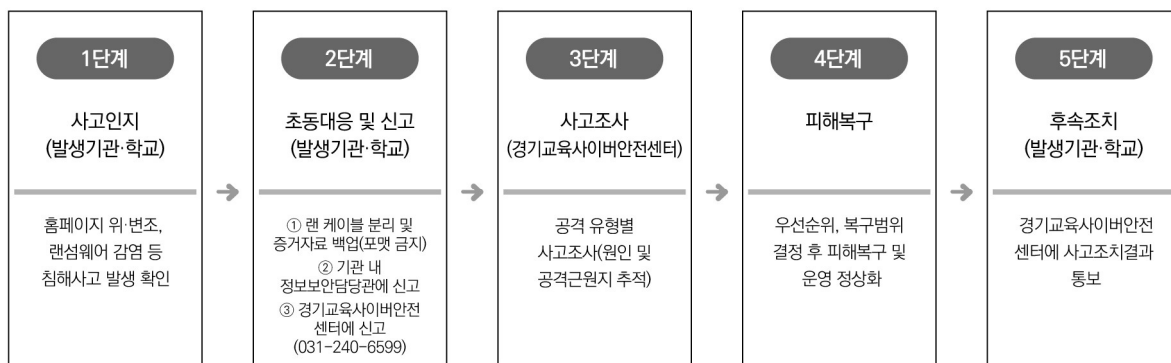 1단계
사고인지
(발생기관·학교)
홈페이지 위·변조,
랜섬웨어 감염 등
침해사고 발생 확인
2단계
초동대응 및 신고
(발생기관·학교)
① 랜 케이블 분리 및
증거자료 백업(포맷 금지)
② 기관 내
정보보안담당관에 신고
③ 경기교육사이버안전
센터에 신고
(031-240-6599)
3단계
사고조사
(경기교육사이버안전센터)
공격 유형별
사고조사(원인 및
공격근원지 추적)
4단계
피해복구
우선순위, 복구범위
결정 후 피해복구 및
운영 정상화
5단계
후속조치
(발생기관·학교)
경기교육사이버안전
센터에 사고조치결과
통보